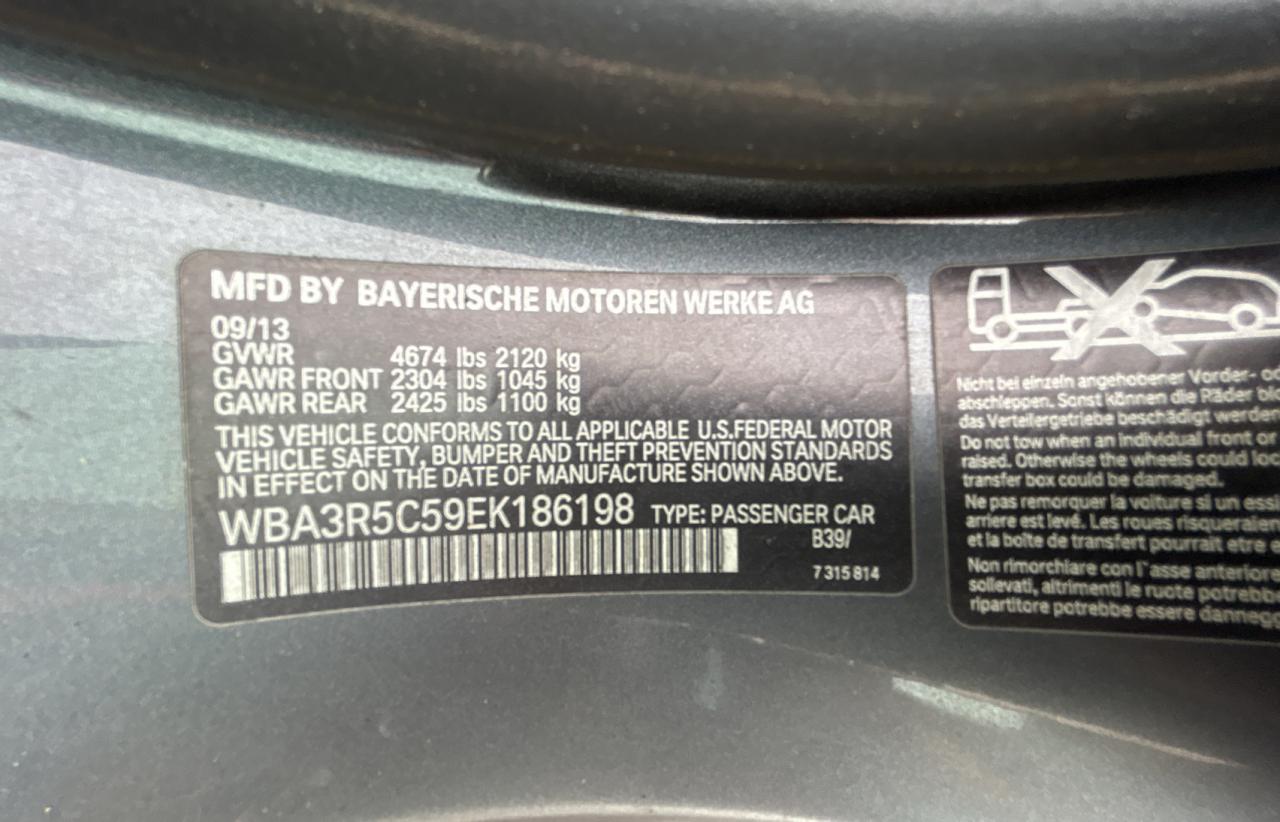 MFD BY BAYERISCHE MOTOREN WERKE AG
09/13
GVWR 4674 lbs 2120 kg
GAWR FRONT 2304 lbs 1045 kg
GAWR REAR 2425 lbs 1100 kg
THIS VEHICLE CONFORMS TO ALL APPLICABLE U.S.FEDERAL MOTOR
VEHICLE SAFETY, BUMPER AND THEFT PREVENTION STANDARDS
IN EFFECT ON THE DATE OF MANUFACTURE SHOWN ABOVE.
WBA3R5C59EK186198 TYPE: PASSENGER CAR
B39/
7 315 814
Nicht bei einzeln angehobener Vorder- od
abschleppen. Sonst können die Räder blo
das Verteilergetriebe beschädigt werden
Do not tow when an individual front or
raised. Otherwise the wheels could loc
transfer box could be damaged.
Ne pas remorquer la voiture si un essi
arriere est levé. Les roues risqueraien
et la boîte de transfert pourrait etre e
Non rimorchiare con l'asse anteriore
sollevati, altrimenti le ruote potrebbe
ripartitore potrebbe essere dannegg